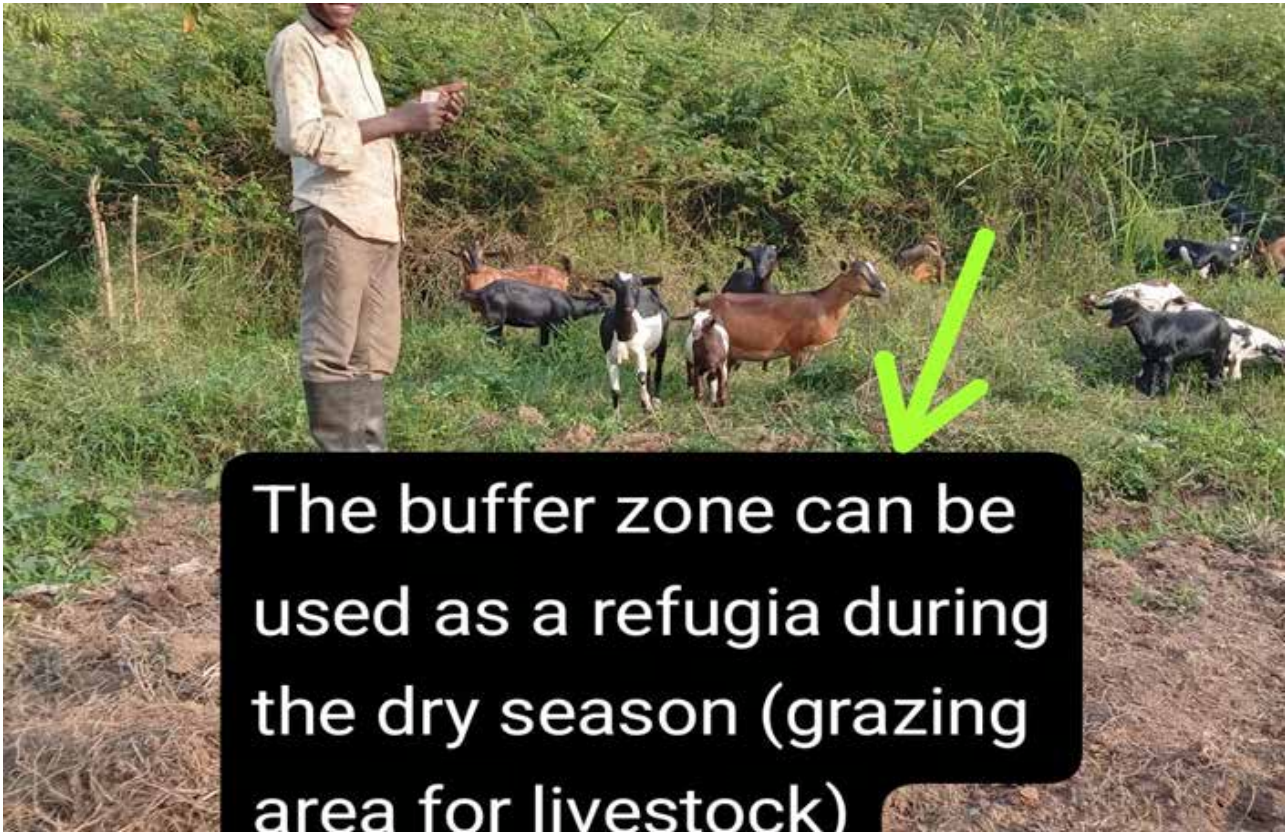 The buffer zone can be
used as a refugia during
the dry season (grazing
area for livestock)